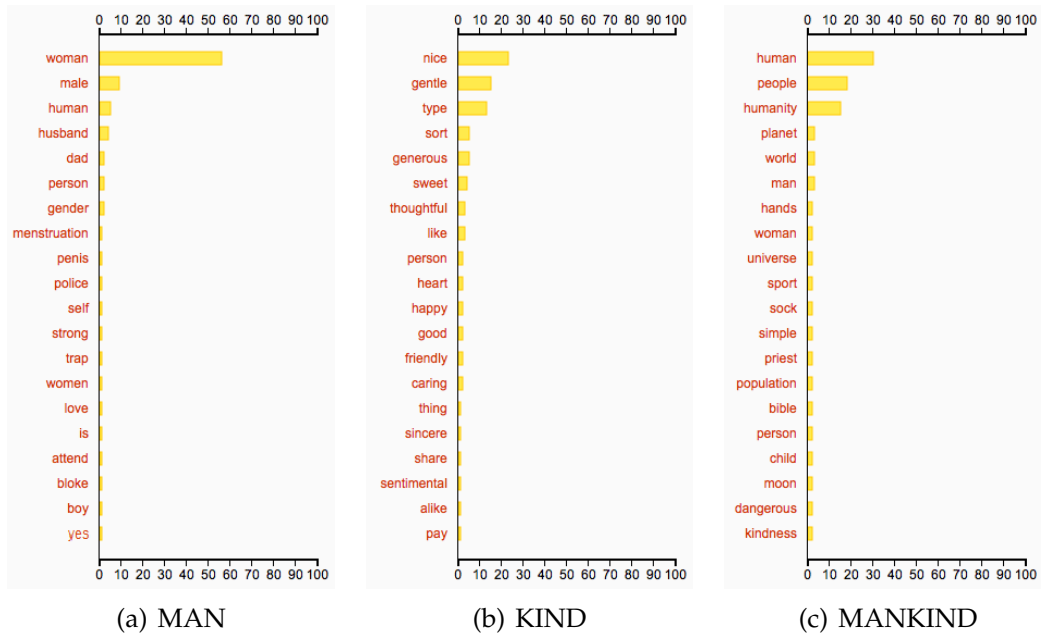 0 10 20 30 40 50 60 70 80 90 100
woman
male
human
husband
dad
person
gender
menstruation
penis
police
self
strong
trap
women
love
is
attend
bloke
boy
yes
0 10 20 30 40 50 60 70 80 90 100
(a) MAN
0 10 20 30 40 50 60 70 80 90 100
nice
gentle
type
sort
generous
sweet
thoughtful
like
person
heart
happy
good
friendly
caring
thing
sincere
share
sentimental
alike
pay
0 10 20 30 40 50 60 70 80 90 100
(b) KIND
0 10 20 30 40 50 60 70 80 90 100
human
people
humanity
planet
world
man
hands
woman
universe
sport
sock
simple
priest
population
bible
person
child
moon
dangerous
kindness
0 10 20 30 40 50 60 70 80 90 100
(c) MANKIND